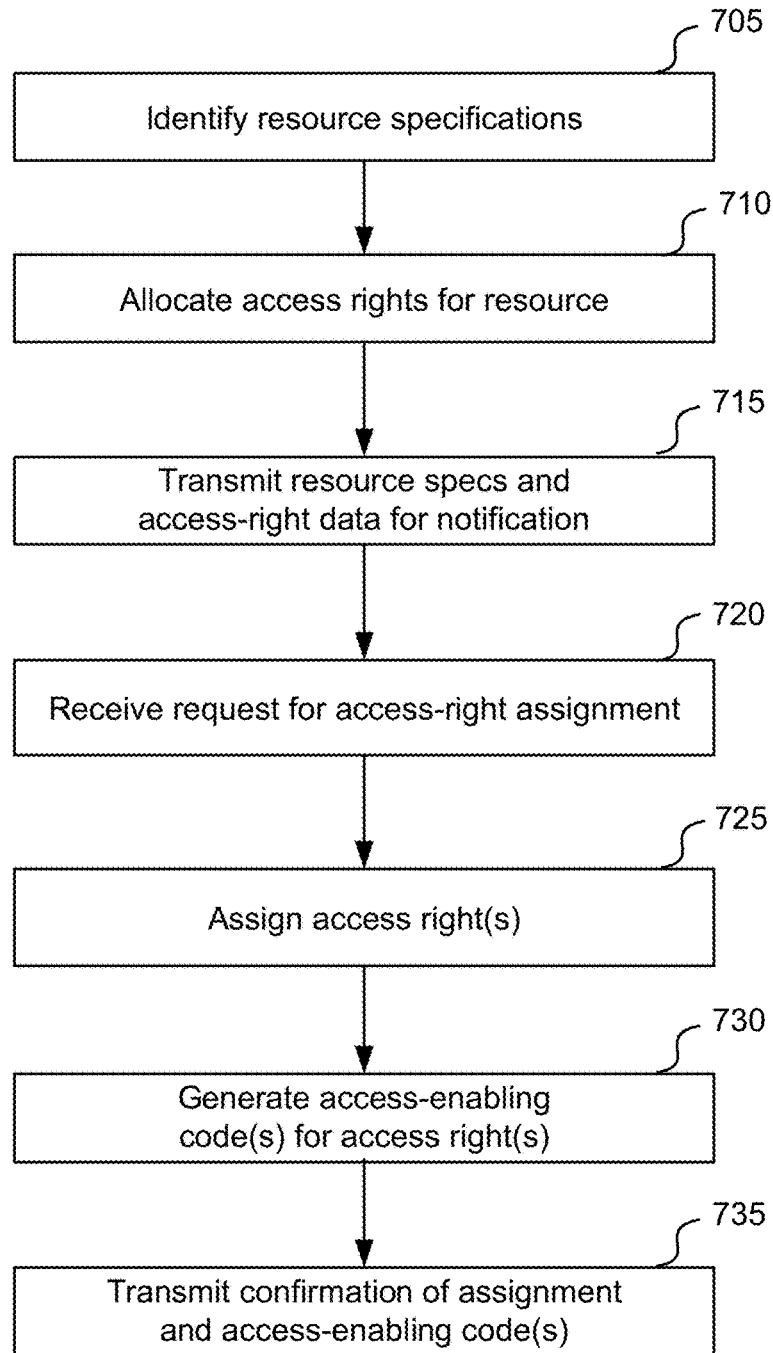 705
Identify resource specifications
710
Allocate access rights for resource
715
Transmit resource specs and
access-right data for notification
720
Receive request for access-right assignment
725
Assign access right(s)
730
Generate access-enabling
code(s) for access right(s)
735
Transmit confirmation of assignment
and access-enabling code(s)